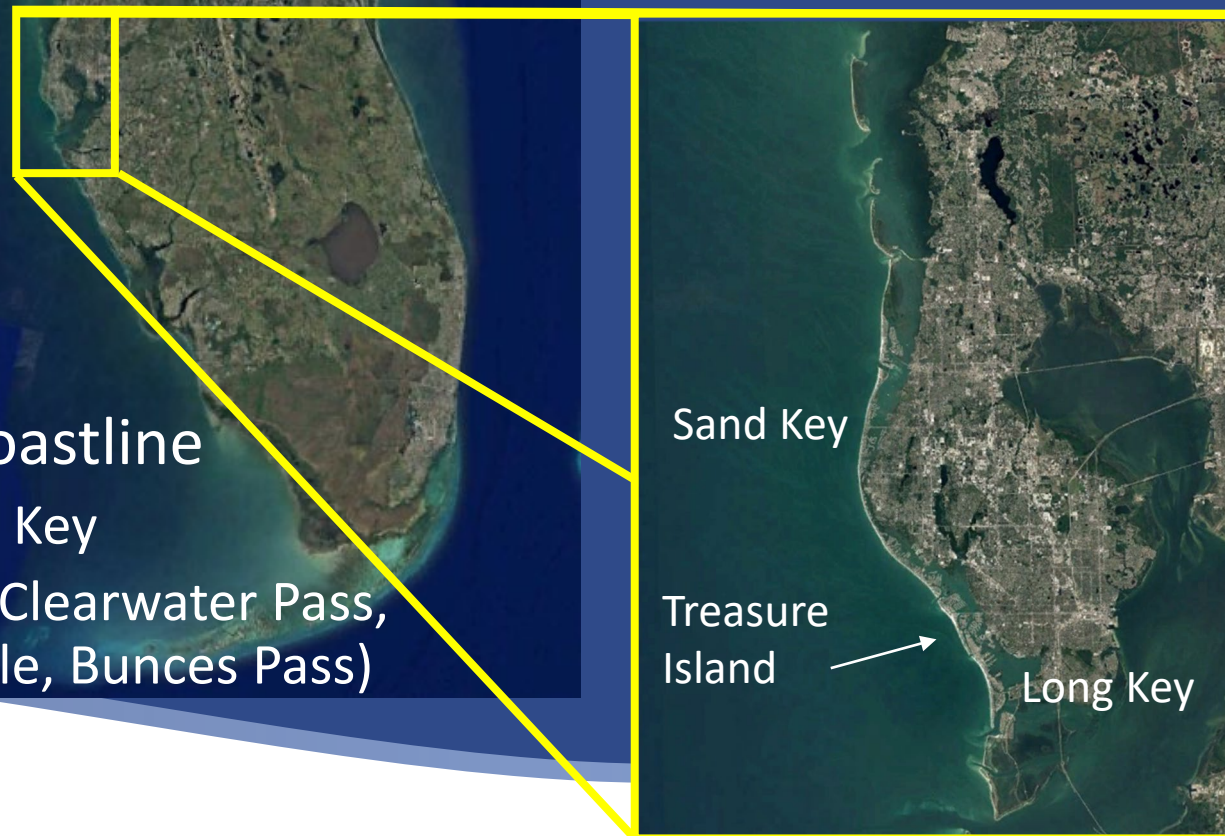 oastline
Key
Clearwater Pass,
le, Bunces Pass)
Sand Key
Treasure
Island
Long Key